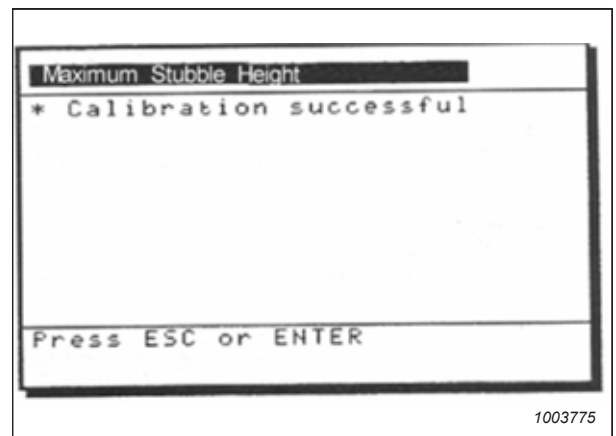 Maximum Stubble Height
* Calibration successful
Press ESC or ENTER
1003775